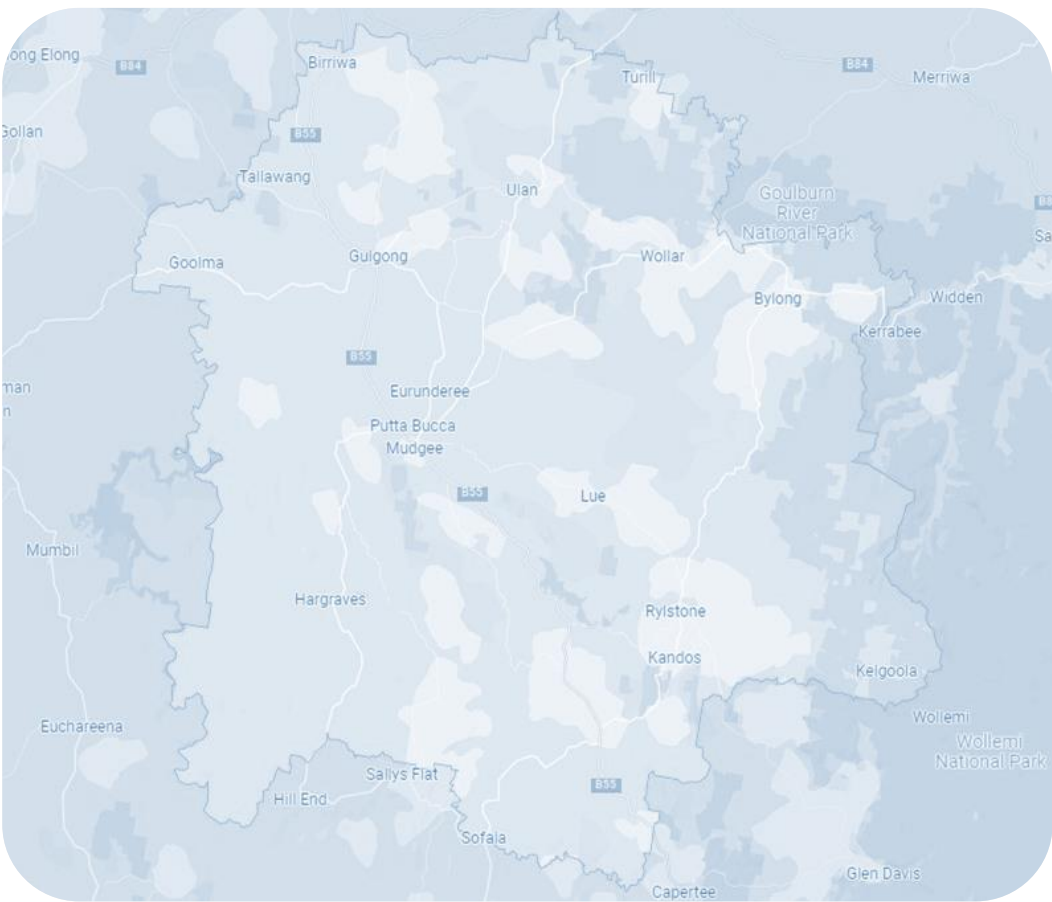 ong Elong
B84
Birriwa
Turill
B84
Merriwa
Gollan
B55
Tallawang
Ulan
Goulburn
River
National Park
Goolma
Gulgong
Wollar
Sa
Bylong
Widden
Kerrabee
B55
man
n
Eurunderee
Putta Bucca
Mudgee
B55
Lue
Mumbil
Hargraves
Rylstone
Kandos
Kelgoola
Euchareena
Wollemi
Wollemi
National Park
Sallys Flat
B55
Hill End
Sofala
Glen Davis
Capertee